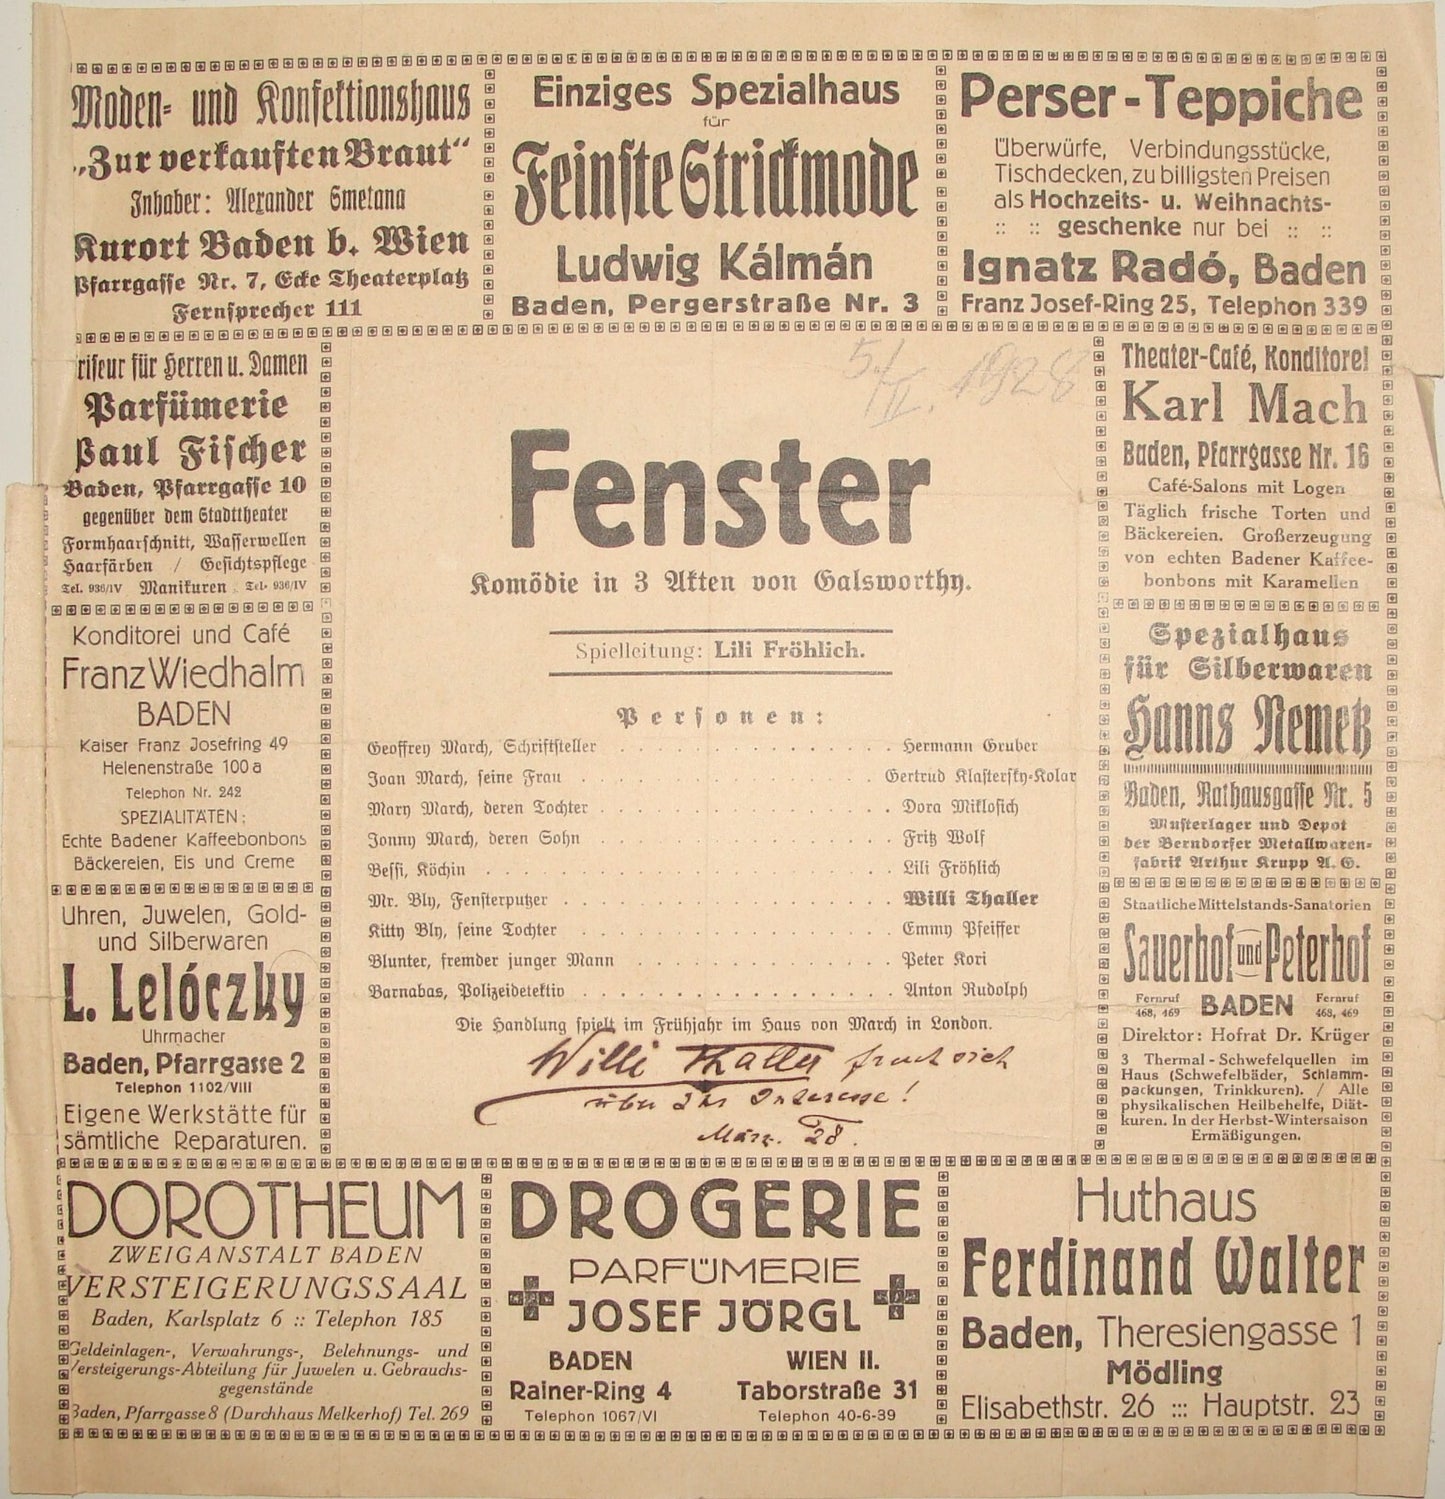 Moden= und Konfektionshaus
„Zur verkauften Braut“
Inhaber: Alexander Smetana
Kurort Baden b. Wien
Pfarrgasse Nr. 7, Ecke Theaterplatz
Fernsprecher 111
Einziges Spezialhaus
für
Feinste Strickmode
Ludwig Kálmán
Baden, Pergerstraße Nr. 3
Perser-Teppiche
Überwürfe, Verbindungsstücke,
Tischdecken, zu billigsten Preisen
als Hochzeits- u. Weihnachts-
:: :: geschenke nur bei :: ::
Ignatz Radó, Baden
Franz Josef-Ring 25, Telephon 339
riseur für Herren u. Damen
Parfümerie
Paul Fischer
Baden, Pfarrgasse 10
gegenüber dem Stadttheater
Formhaarschnitt, Wasserwellen
Haarfärben / Gesichtspflege
Tel. 936/IV Manikuren Tel. 936/IV
Konditorei und Café
Franz Wiedhalm
BADEN
Kaiser Franz Josefring 49
Helenenstraße 100a
Telephon Nr. 242
SPEZIALITÄTEN:
Echte Badener Kaffeebonbons
Bäckereien, Eis und Creme
Uhren, Juwelen, Gold-
und Silberwaren
L. Lelóczky
Uhrmacher
Baden, Pfarrgasse 2
Telephon 1102/VIII
Eigene Werkstätte für
sämtliche Reparaturen.
5/IV. 1928
Fenster
Komödie in 3 Akten von Galsworthy.
Spielleitung: Lili Fröhlich.
Personen:
Geoffrey March, Schriftsteller . . . . . . . . . . . . . Hermann Gruber
Joan March, seine Frau . . . . . . . . . . . . . Gertrud Klastersky=Kolar
Mary March, deren Tochter . . . . . . . . . . . . . Dora Miklosich
Jonny March, deren Sohn . . . . . . . . . . . . . Fritz Wolf
Bessi, Köchin . . . . . . . . . . . . . . . . . Lili Fröhlich
Mr. Bly, Fensterputzer . . . . . . . . . . . . . . . Willi Thaller
Kitty Bly, seine Tochter . . . . . . . . . . . . . . Emmy Pfeiffer
Blunter, fremder junger Mann . . . . . . . . . . . . Peter Kori
Barnabas, Polizeidetektiv . . . . . . . . . . . . . . Anton Rudolph
Die Handlung spielt im Frühjahr im Haus von March in London.
Willi Thaller freut sich
über Ihr Interesse!
März. 28.
Theater-Café, Konditorei
Karl Mach
Baden, Pfarrgasse Nr. 16
Café-Salons mit Logen
Täglich frische Torten und
Bäckereien. Großerzeugung
von echten Badener Kaffee-
bonbons mit Karamellen
Spezialhaus
für Silberwaren
Hanns Nemetz
Baden, Rathausgasse Nr. 5
Musterlager und Depot
der Berndorfer Metallwaren=
fabrik Arthur Krupp A. G.
Staatliche Mittelstands-Sanatorien
Sauerhof und Peterhof
Fernruf 468, 469 BADEN Fernruf 468, 469
Direktor: Hofrat Dr. Krüger
3 Thermal-Schwefelquellen im
Haus (Schwefelbäder, Schlamm-
packungen, Trinkkuren). / Alle
physikalischen Heilbehelfe, Diät-
kuren. In der Herbst-Wintersaison
Ermäßigungen.
DOROTHEUM
ZWEIGANSTALT BADEN
VERSTEIGERUNGSSAAL
Baden, Karlsplatz 6 :: Telephon 185
Geldeinlagen-, Verwahrungs-, Belehnungs- und
Versteigerungs-Abteilung für Juwelen u. Gebrauchs-
gegenstände
Baden, Pfarrgasse 8 (Durchhaus Melkerhof) Tel. 269
DROGERIE
PARFÜMERIE
JOSEF JÖRGL
BADEN WIEN II.
Rainer-Ring 4 Taborstraße 31
Telephon 1067/VI Telephon 40-6-39
Huthaus
Ferdinand Walter
Baden, Theresiengasse 1
Mödling
Elisabethstr. 26 ::: Hauptstr. 23